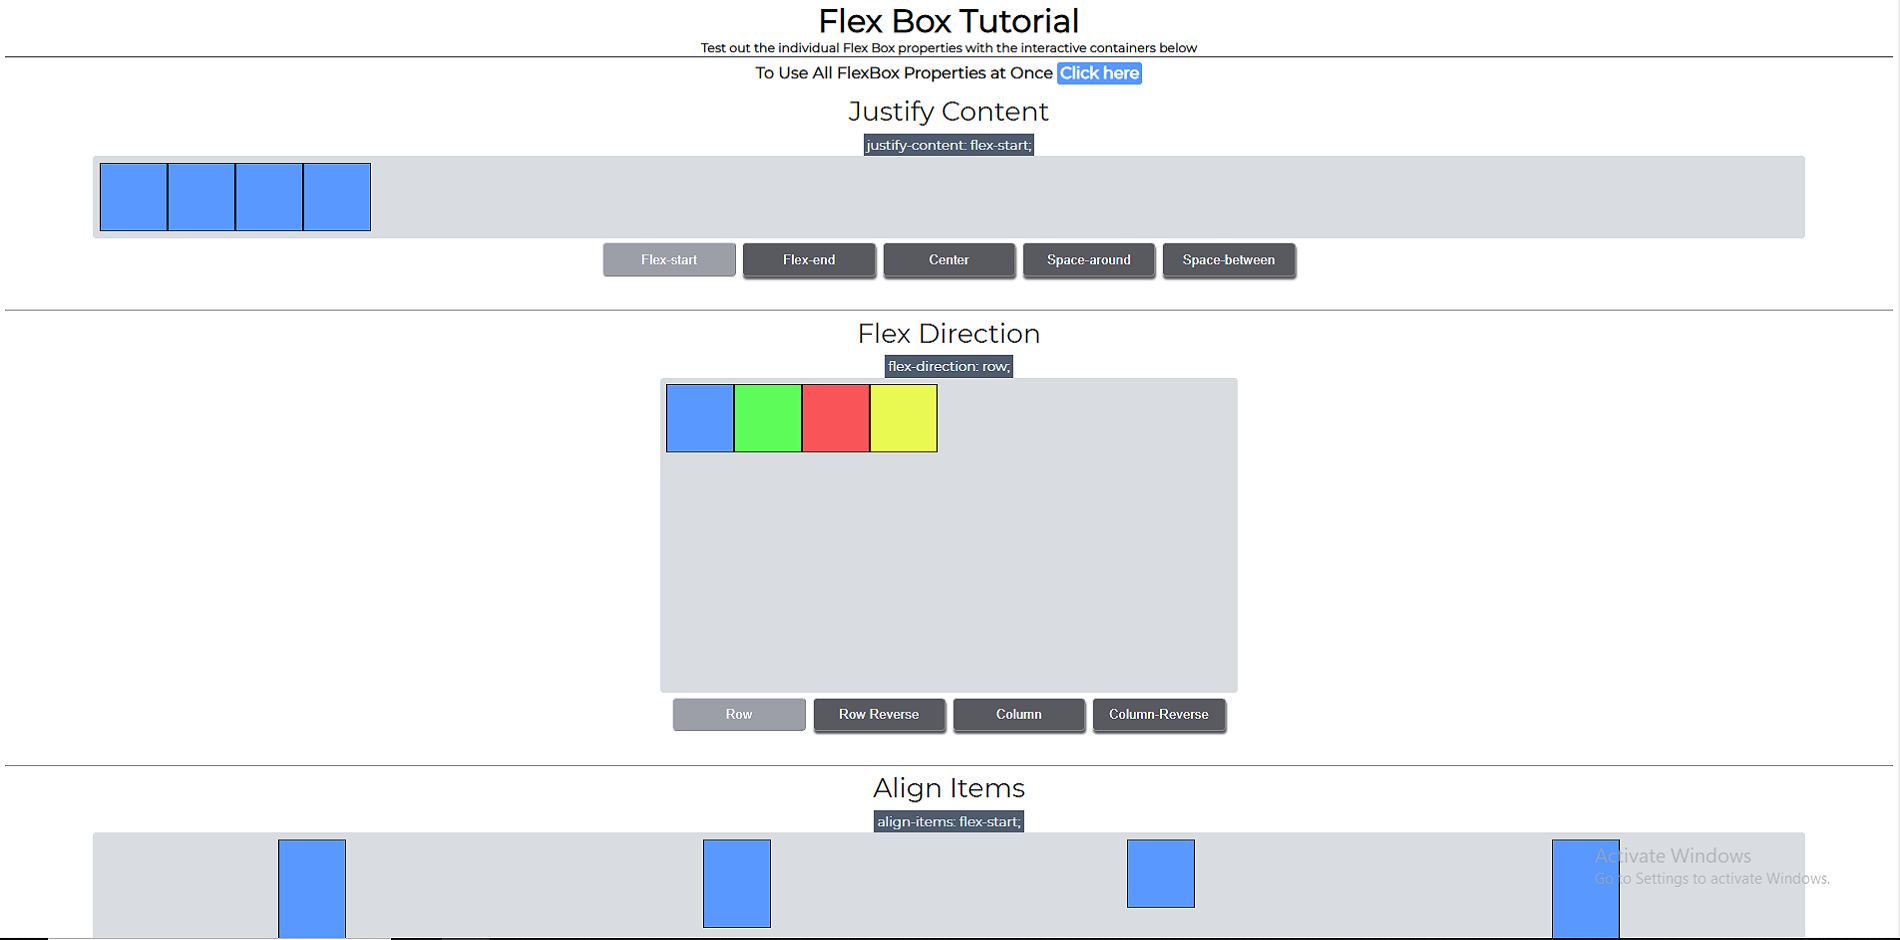 Flex Box Tutorial
Test out the individual Flex Box properties with the interactive containers below
To Use All FlexBox Properties at Once Click here
Justify Content
justify-content: flex-start;
Flex-start Flex-end Center Space-around Space-between
Flex Direction
flex-direction: row;
Row Row Reverse Column Column-Reverse
Align Items
align-items: flex-start;
Activate Windows
Go to Settings to activate Windows.